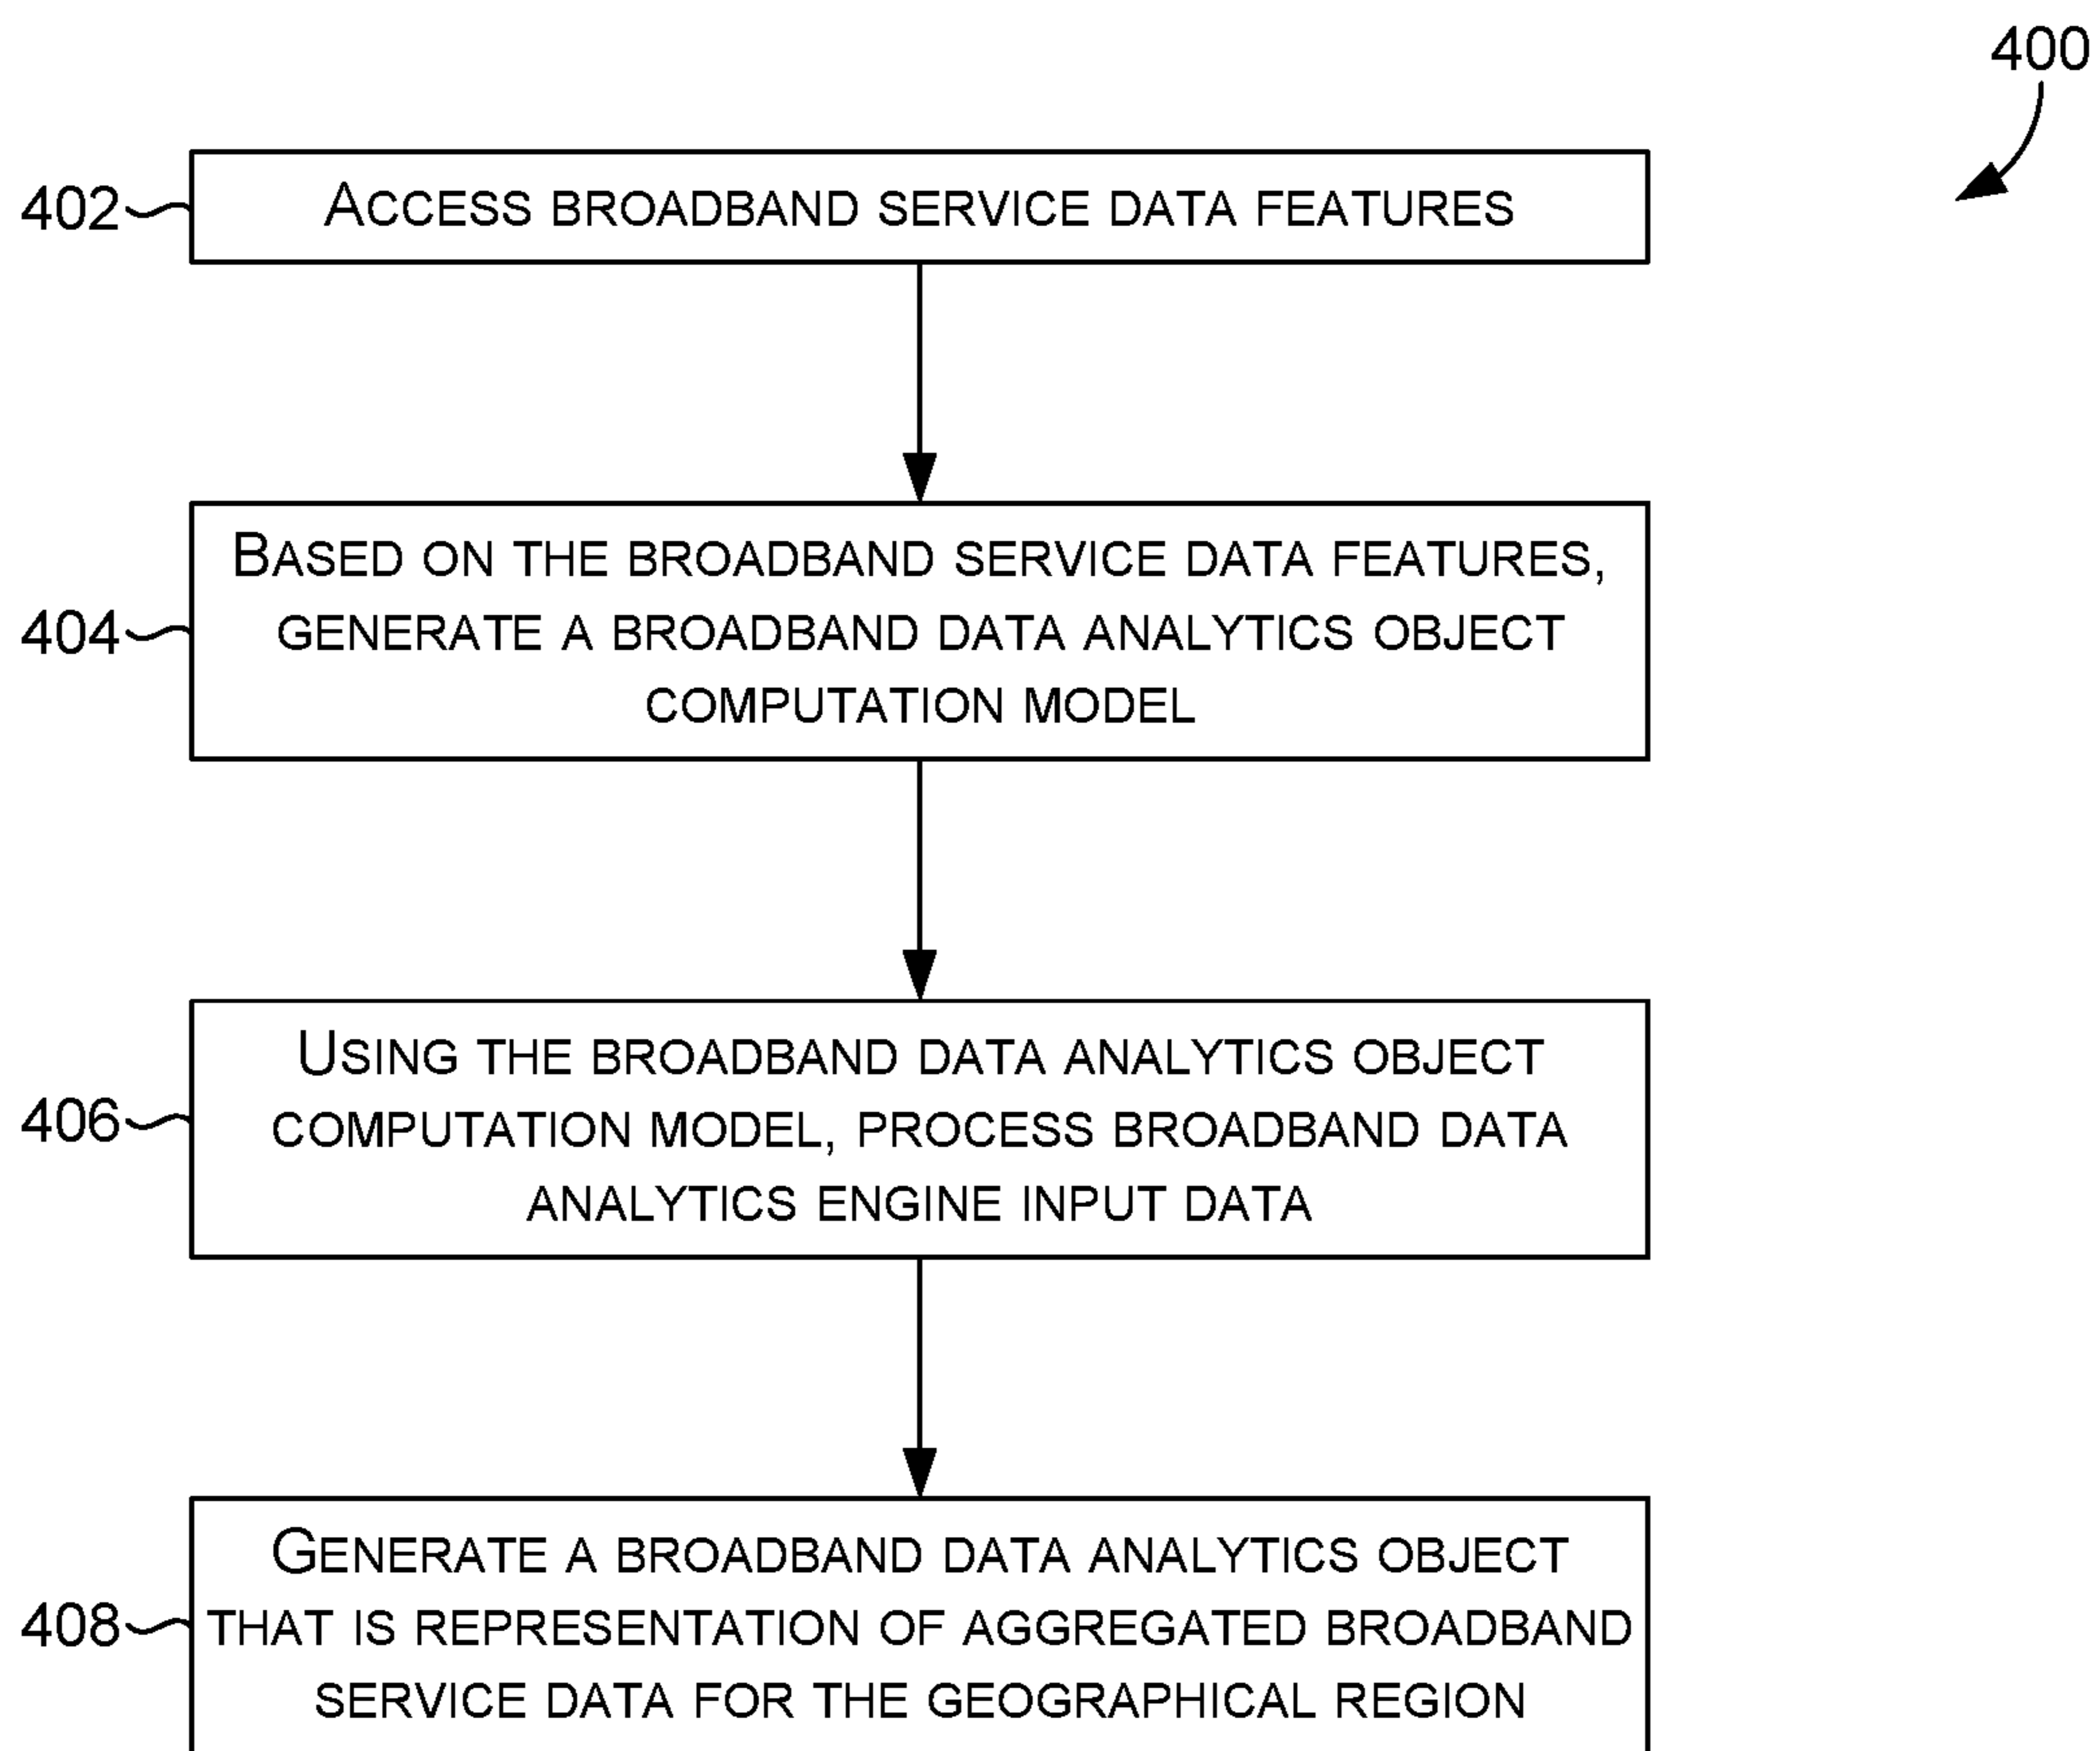 400
402
ACCESS BROADBAND SERVICE DATA FEATURES
BASED ON THE BROADBAND SERVICE DATA FEATURES,
404
GENERATE A BROADBAND DATA ANALYTICS OBJECT
COMPUTATION MODEL
USING THE BROADBAND DATA ANALYTICS OBJECT
406
COMPUTATION MODEL, PROCESS BROADBAND DATA
ANALYTICS ENGINE INPUT DATA
GENERATE A BROADBAND DATA ANALYTICS OBJECT
408
THAT IS REPRESENTATION OF AGGREGATED BROADBAND
SERVICE DATA FOR THE GEOGRAPHICAL REGION